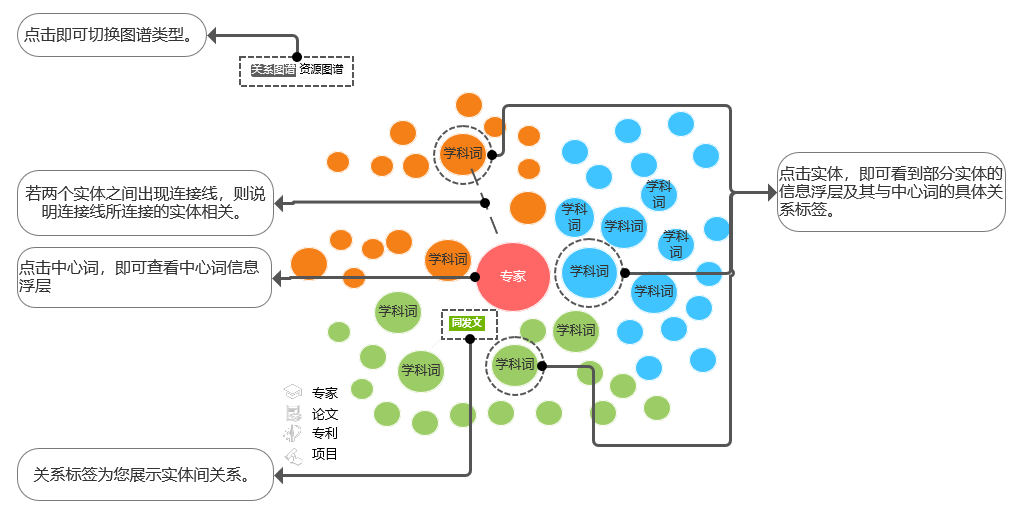 点击即可切换图谱类型。
关系图谱 资源图谱
学科词
若两个实体之间出现连接线，则说
明连接线所连接的实体相关。
点击实体，即可看到部分实体的
信息浮层及其与中心词的具体关
系标签。
学科
词
学科
词
学科词
学科
词
点击中心词，即可查看中心词信息
浮层
学科词
专家
学科词
学科词
学科词
同发文
学科词
学科词
学科词
专家
论文
专利
项目
关系标签为您展示实体间关系。